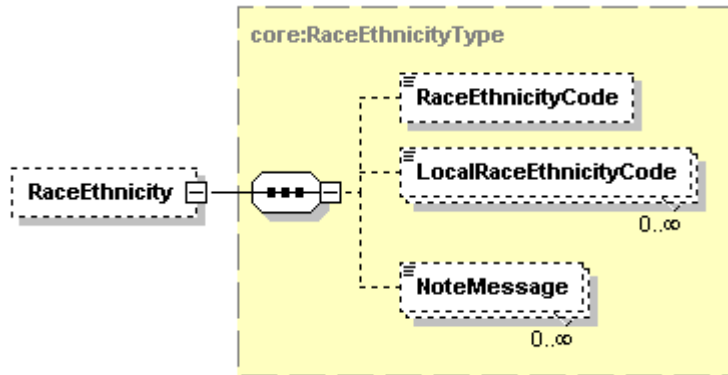 core:RaceEthnicityType
RaceEthnicityCode
RaceEthnicity
LocalRaceEthnicityCode
0..∞
NoteMessage
0..∞